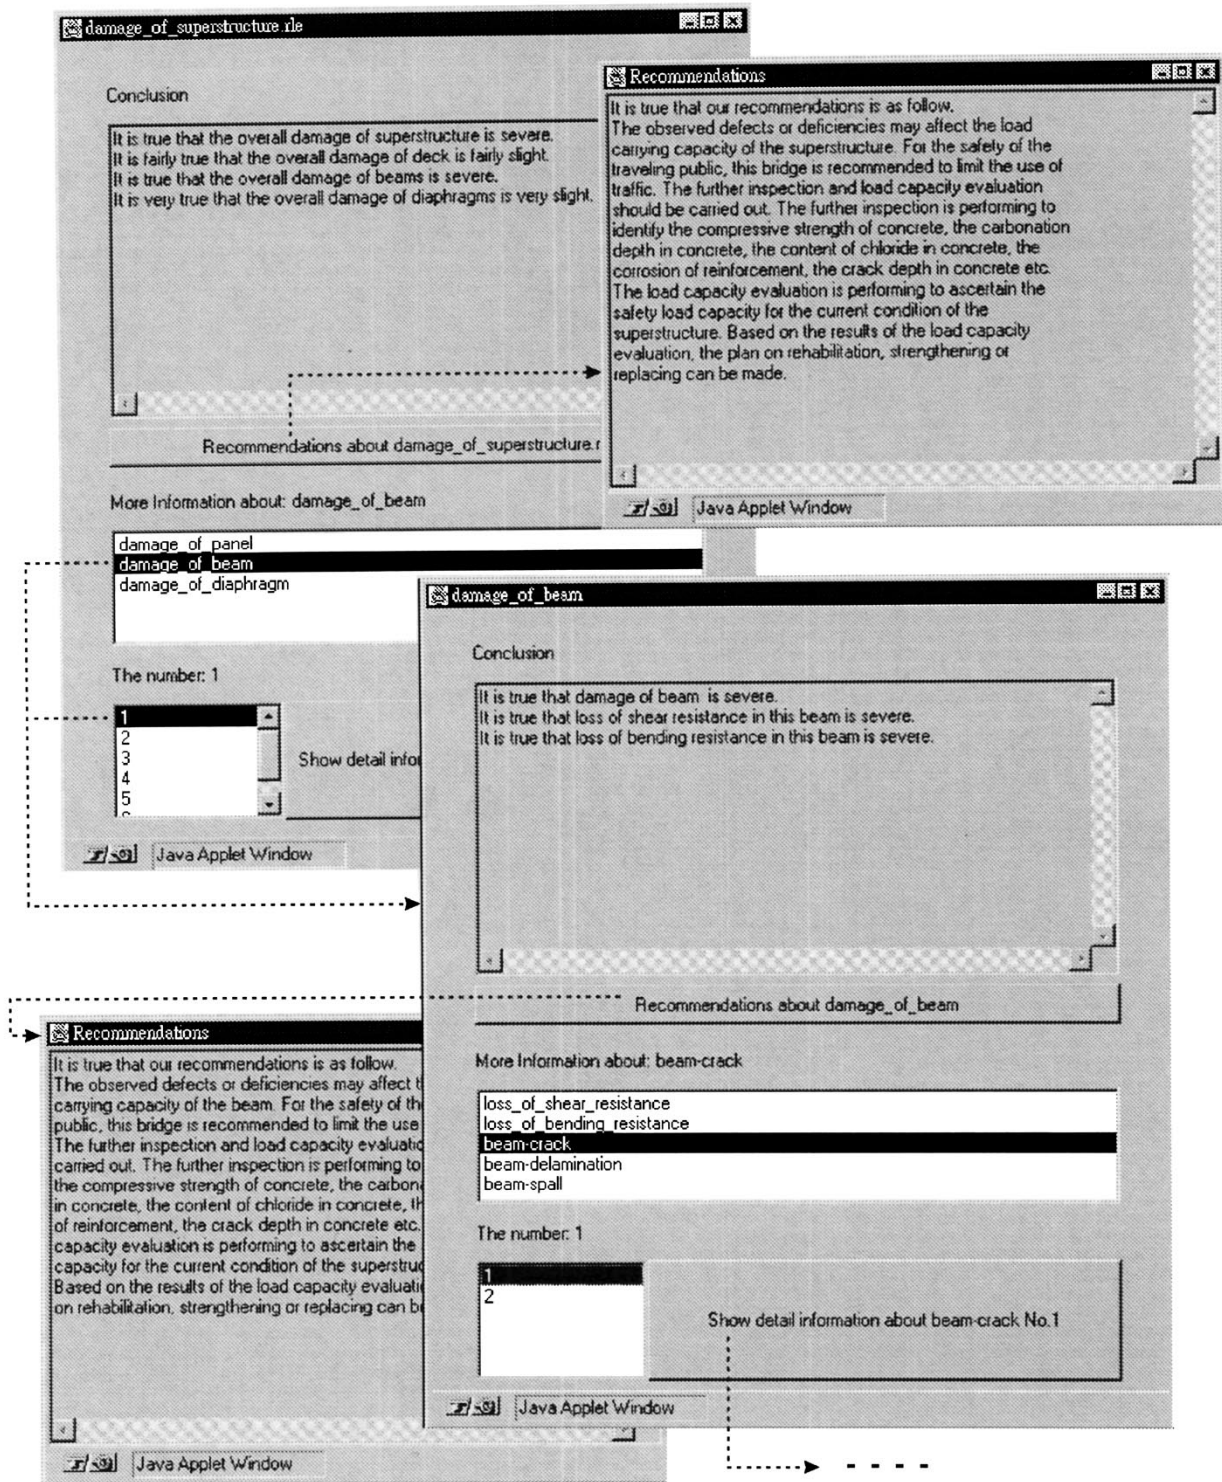 damage_of_superstructure.rle
Conclusion
It is true that the overall damage of superstructure is severe.
It is fairly true that the overall damage of deck is fairly slight.
It is true that the overall damage of beams is severe.
It is very true that the overall damage of diaphragms is very slight.
Recommendations about damage_of_superstructure.r
More Information about: damage_of_beam
damage_of_panel
damage_of_beam
damage_of_diaphragm
The number: 1
1
2
3
4
5
Show detail infor
Java Applet Window
Recommendations
It is true that our recommendations is as follow.
The observed defects or deficiencies may affect the load
carrying capacity of the superstructure. For the safety of the
traveling public, this bridge is recommended to limit the use of
traffic. The further inspection and load capacity evaluation
should be carried out. The further inspection is performing to
identify the compressive strength of concrete, the carbonation
depth in concrete, the content of chloride in concrete, the
corrosion of reinforcement, the crack depth in concrete etc.
The load capacity evaluation is performing to ascertain the
safety load capacity for the current condition of the
superstructure. Based on the results of the load capacity
evaluation, the plan on rehabilitation, strengthening or
replacing can be made.
Java Applet Window
damage_of_beam
Conclusion
It is true that damage of beam is severe.
It is true that loss of shear resistance in this beam is severe.
It is true that loss of bending resistance in this beam is severe.
Recommendations about damage_of_beam
More Information about: beam-crack
loss_of_shear_resistance
loss_of_bending_resistance
beam-crack
beam-delamination
beam-spall
The number: 1
1
2
Show detail information about beam-crack No.1
Java Applet Window
Recommendations
It is true that our recommendations is as follow.
The observed defects or deficiencies may affect t
carrying capacity of the beam. For the safety of th
public, this bridge is recommended to limit the use
The further inspection and load capacity evaluatio
carried out. The further inspection is performing to
the compressive strength of concrete, the carbona
in concrete, the content of chloride in concrete, th
of reinforcement, the crack depth in concrete etc.
capacity evaluation is performing to ascertain the
capacity for the current condition of the superstruc
Based on the results of the load capacity evaluati
on rehabilitation, strengthening or replacing can b
Java Applet Window